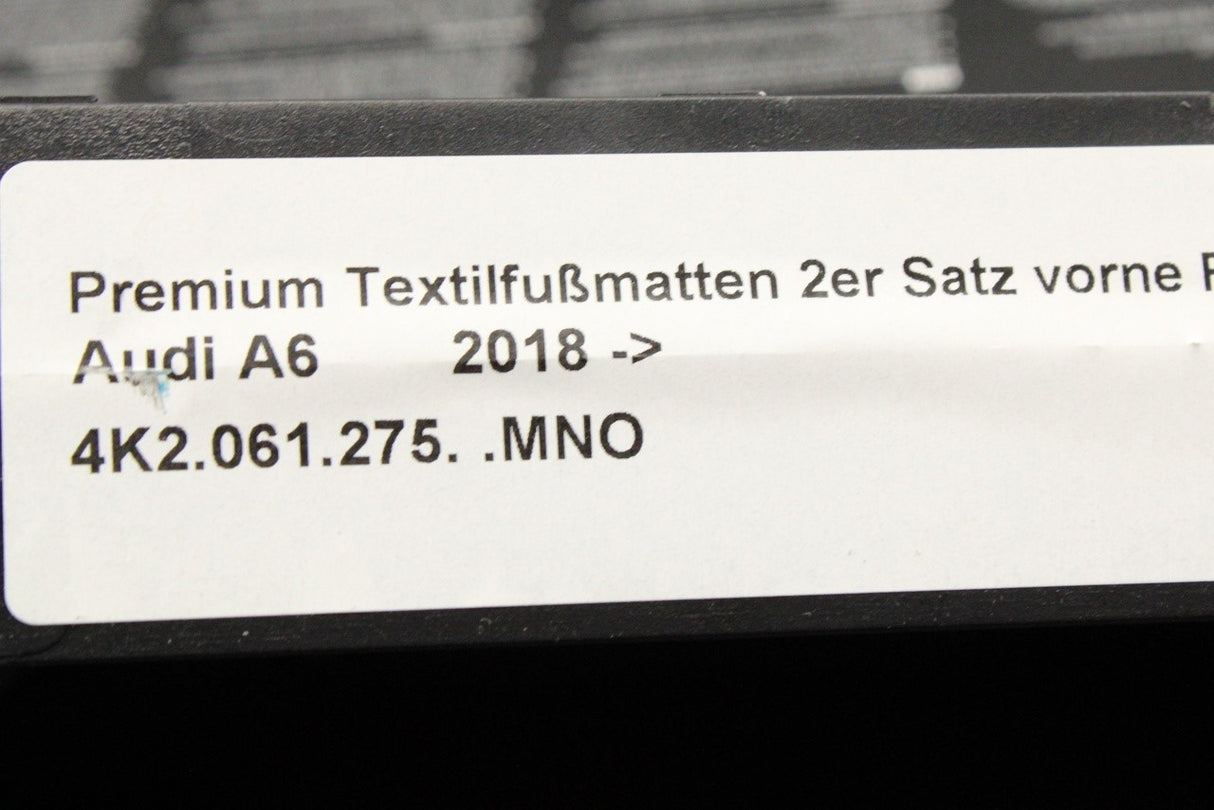 Premium Textilfußmatten 2er Satz vorne
Audi A6 2018 ->
4K2.061.275. .MNO